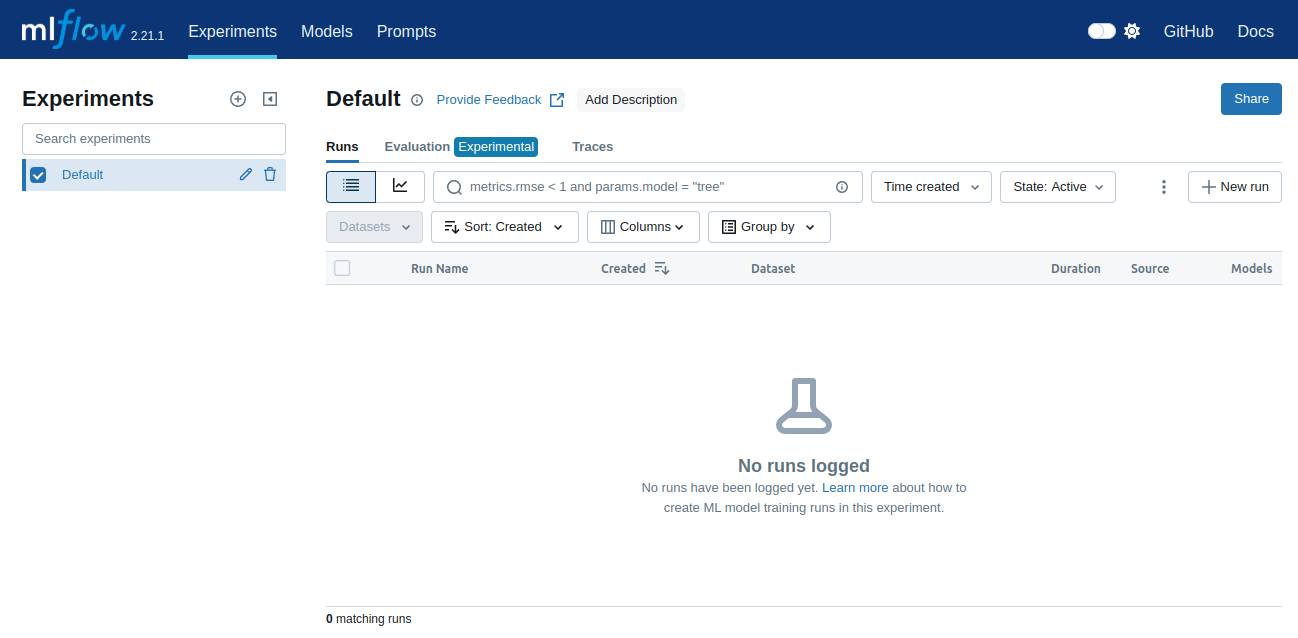 mlflow 2.21.1 Experiments Models Prompts GitHub Docs
Experiments
Search experiments
Default
Default Provide Feedback Add Description Share
Runs Evaluation Experimental Traces
metrics.rmse < 1 and params.model = "tree" Time created State: Active New run
Datasets Sort: Created Columns Group by
Run Name Created Dataset Duration Source Models
No runs logged
No runs have been logged yet. Learn more about how to
create ML model training runs in this experiment.
0 matching runs